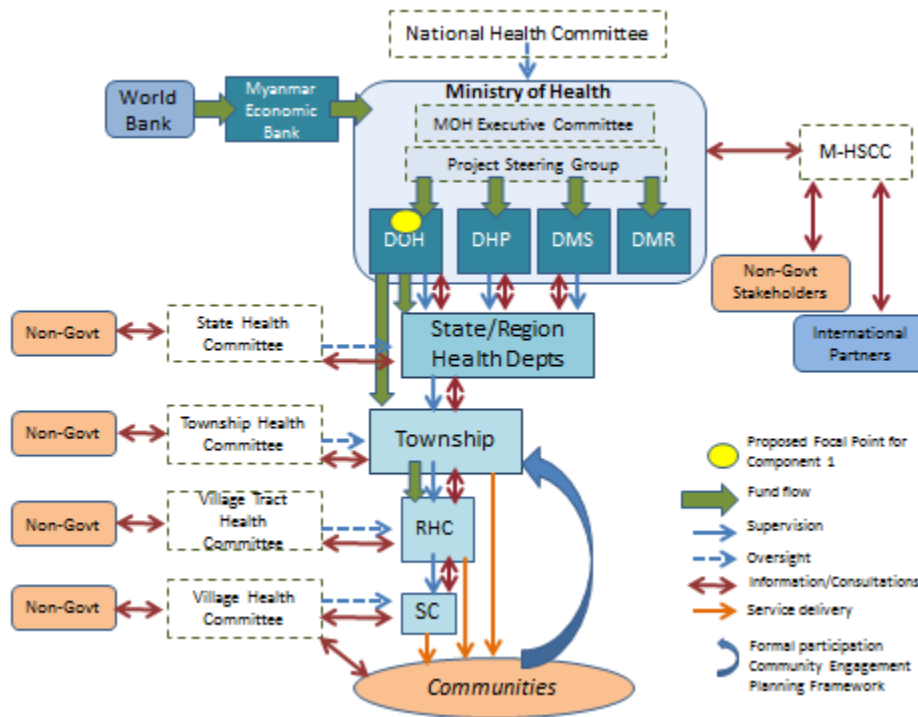 National Health Committee
World
Bank
Myanmar
Economic
Bank
Ministry of Health
MOH Executive Committee
Project Steering Group
M-HSCC
DOH
DHP
DMS
DMR
Non-Govt
Stakeholders
International
Partners
Non-Govt
State Health
Committee
State/Region
Health Depts
Non-Govt
Township Health
Committee
Township
Non-Govt
Village Tract
Health
Committee
RHC
Non-Govt
Village Health
Committee
SC
Communities
Proposed Focal Point for
Component 1
Fund flow
Supervision
Oversight
Information/Consultations
Service delivery
Formal participation
Community Engagement
Planning Framework